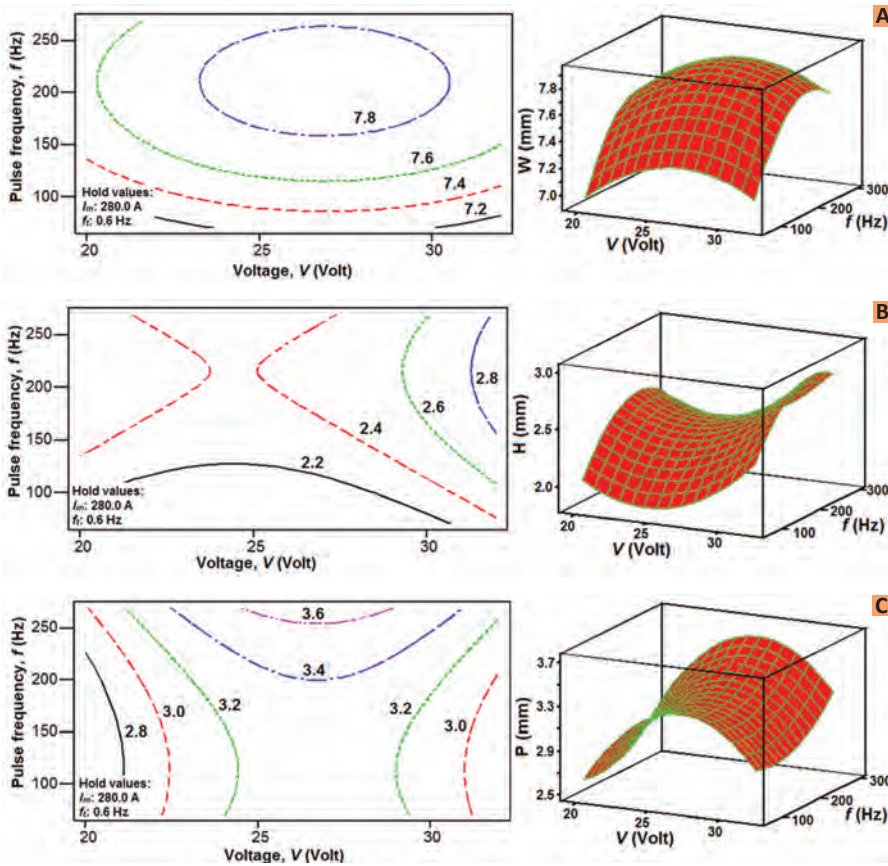 A
Pulse frequency, f (Hz)
250
200
150
100
7.8
7.6
7.4
7.2
Hold values:
Im: 280.0 A
ff: 0.6 Hz
20
25
30
Voltage, V (Volt)
W (mm)
7.8
7.6
7.4
7.2
7.0
20
25
30
V (Volt)
100
200
300
f (Hz)
B
Pulse frequency, f (Hz)
250
200
150
100
2.8
2.6
2.4
2.2
Hold values:
Im: 280.0 A
ff: 0.6 Hz
20
25
30
Voltage, V (Volt)
H (mm)
3.0
2.5
2.0
20
25
30
V (Volt)
100
200
300
f (Hz)
C
Pulse frequency, f (Hz)
250
200
150
100
3.6
3.4
3.2
3.0
2.8
3.2
3.0
Hold values:
Im: 280.0 A
ff: 0.6 Hz
20
25
30
Voltage, V (Volt)
P (mm)
3.7
3.3
2.9
2.5
20
25
30
V (Volt)
100
200
300
f (Hz)